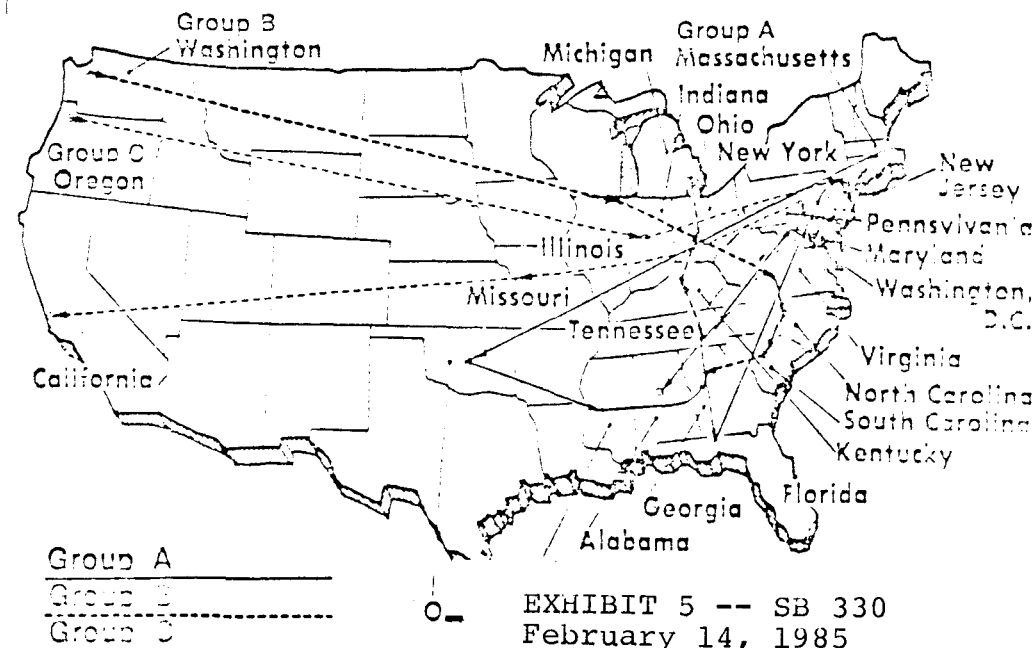 Group B
Washington
Michigan
Group A
Massachusetts
Indiana
Ohio
New York
New
Jersey
Group C
Oregon
Illinois
Pennsylvania
Maryland
Missouri
Washington,
D.C.
Tennessee
Virginia
California
North Carolina
South Carolina
Kentucky
Florida
Georgia
Alabama
Group A
Group B
Group C
EXHIBIT 5 -- SB 330
February 14, 1985